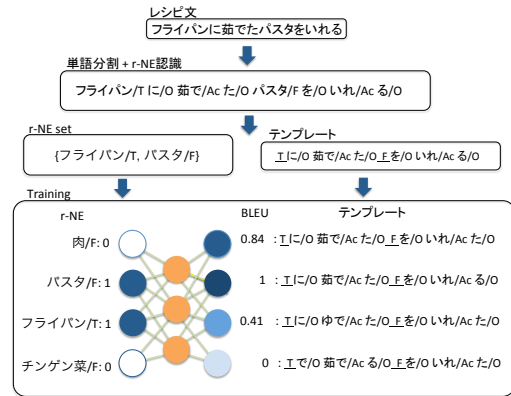 レシピ文
フライパンに茹でたパスタをいれる
単語分割 + r-NE認識
フライパン/T に/O 茹で/Ac た/O パスタ/F を/O いれ/Ac る/O
r-NE set
{フライパン/T, パスタ/F}
テンプレート
T に/O 茹で/Ac た/O F を/O いれ/Ac る/O
Training
r-NE BLEU テンプレート
肉/F: 0 0.84 : T に/O 茹で/Ac た/O F を/O いれ/Ac た/O
パスタ/F: 1 1 : T に/O 茹で/Ac た/O F を/O いれ/Ac る/O
フライパン/T: 1 0.41 : T に/O ゆで/Ac た/O F を/O いれ/Ac た/O
チンゲン菜/F: 0 0 : T で/O 茹で/Ac る/O F を/O いれ/Ac た/O